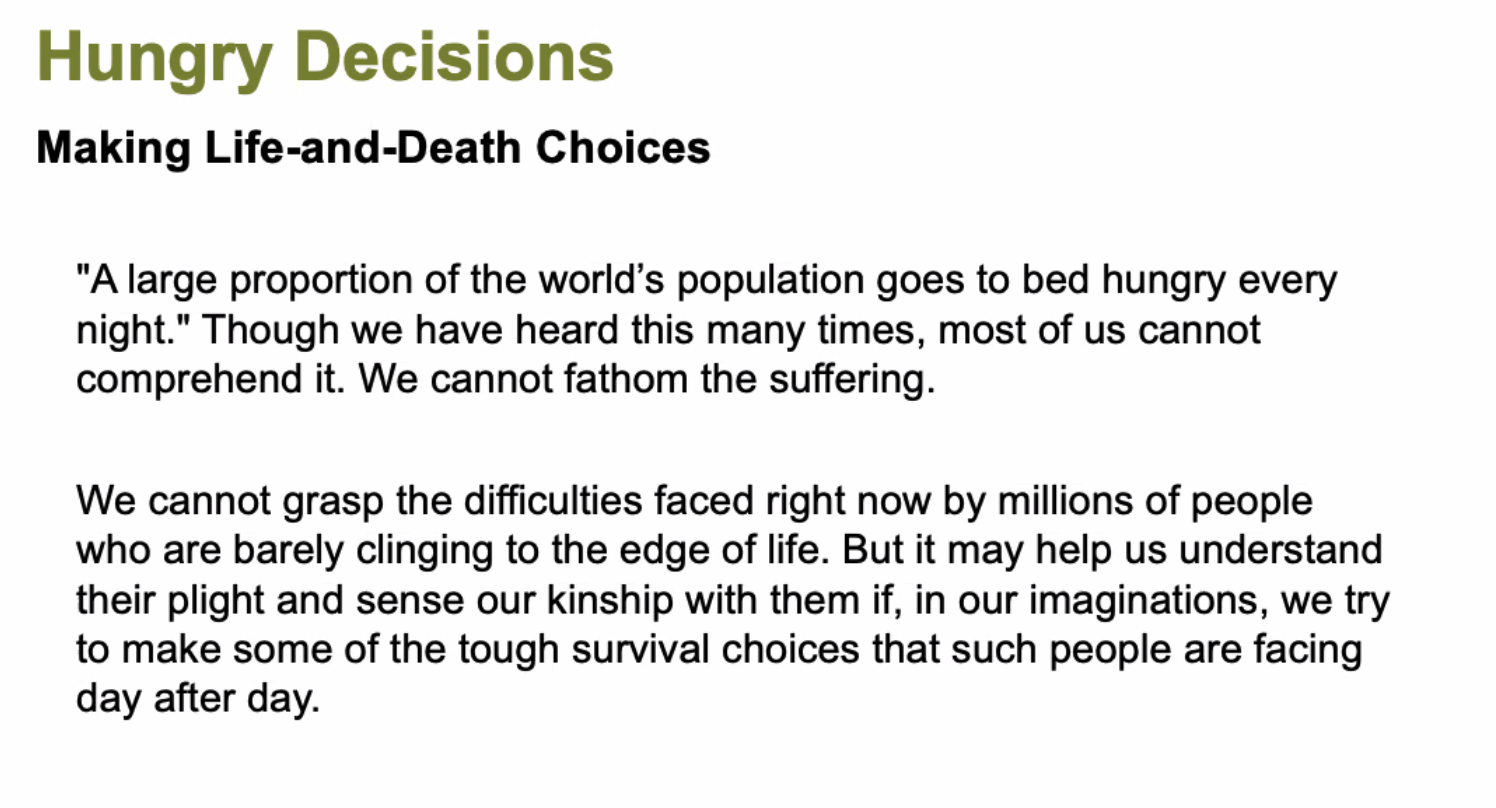 Hungry Decisions
Making Life-and-Death Choices
"A large proportion of the world’s population goes to bed hungry every
night." Though we have heard this many times, most of us cannot
comprehend it. We cannot fathom the suffering.
We cannot grasp the difficulties faced right now by millions of people
who are barely clinging to the edge of life. But it may help us understand
their plight and sense our kinship with them if, in our imaginations, we try
to make some of the tough survival choices that such people are facing
day after day.